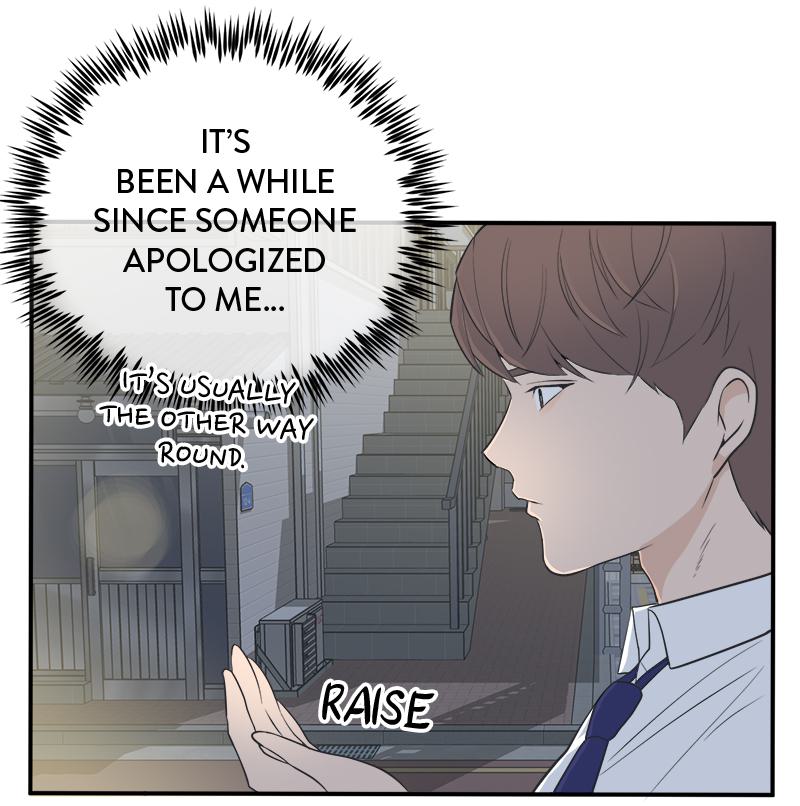 IT'S
BEEN A WHILE
SINCE SOMEONE
APOLOGIZED
TO ME...
IT'S USUALLY
THE OTHER WAY
ROUND.
RAISE